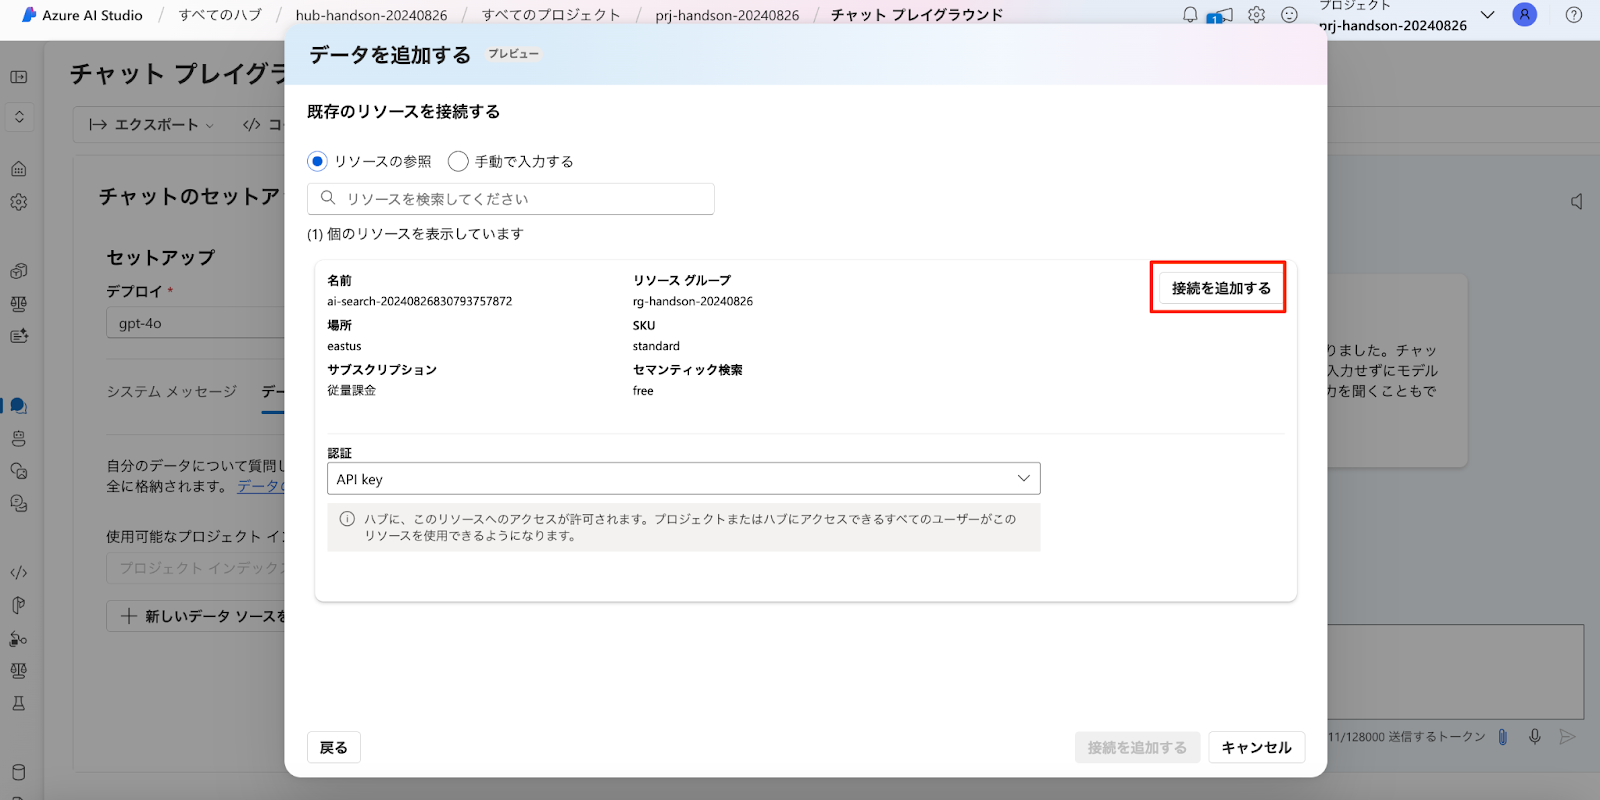 Azure AI Studio / すべてのハブ / hub-handson-20240826 / すべてのプロジェクト / prj-handson-20240826 / チャット プレイグラウンド
1
プロジェクト
prj-handson-20240826
A
チャット プレイグラ
エクスポート
</> コ
チャットのセットア
セットアップ
デプロイ *
gpt-4o
システム メッセージ
デー
自分のデータについて質問し
全に格納されます。 データの
使用可能なプロジェクト イン
プロジェクト インデックス
+ 新しいデータ ソースを
データを追加する プレビュー
既存のリソースを接続する
リソースの参照 手動で入力する
リソースを検索してください
(1) 個のリソースを表示しています
名前
ai-search-20240826830793757872
リソース グループ
rg-handson-20240826
接続を追加する
場所
eastus
SKU
standard
サブスクリプション
従量課金
セマンティック検索
free
認証
API key
ハブに、このリソースへのアクセスが許可されます。プロジェクトまたはハブにアクセスできるすべてのユーザーがこの
リソースを使用できるようになります。
戻る
接続を追加する
キャンセル
りました。チャッ
入力せずにモデル
力を聞くこともで
11/128000 送信するトークン